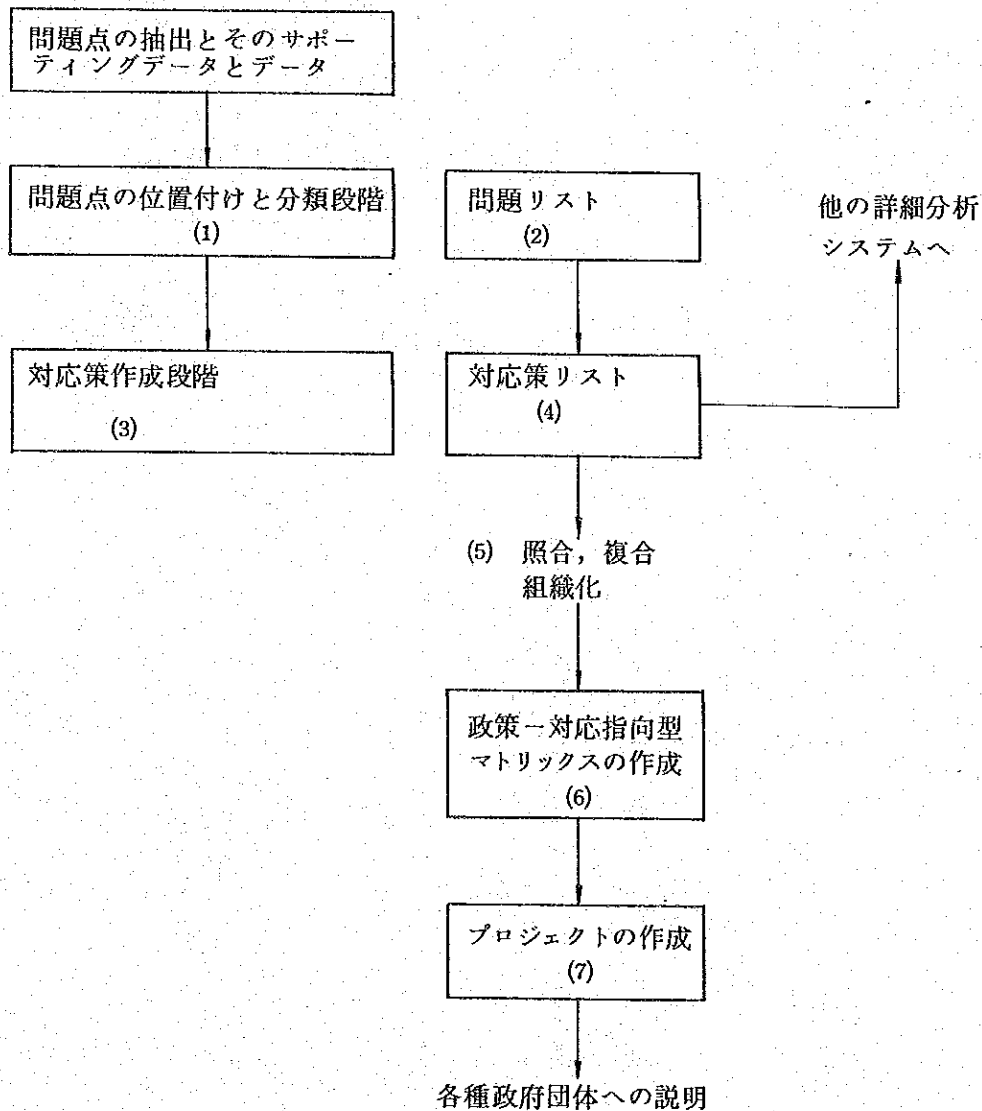 問題点の抽出とそのサポー
ティングデータとデータ
問題点の位置付けと分類段階
(1)
対応策作成段階
(3)
問題リスト
(2)
対応策リスト
(4)
他の詳細分析
システムへ
(5) 照合，複合
組織化
政策－対応指向型
マトリックスの作成
(6)
プロジェクトの作成
(7)
各種政府団体への説明